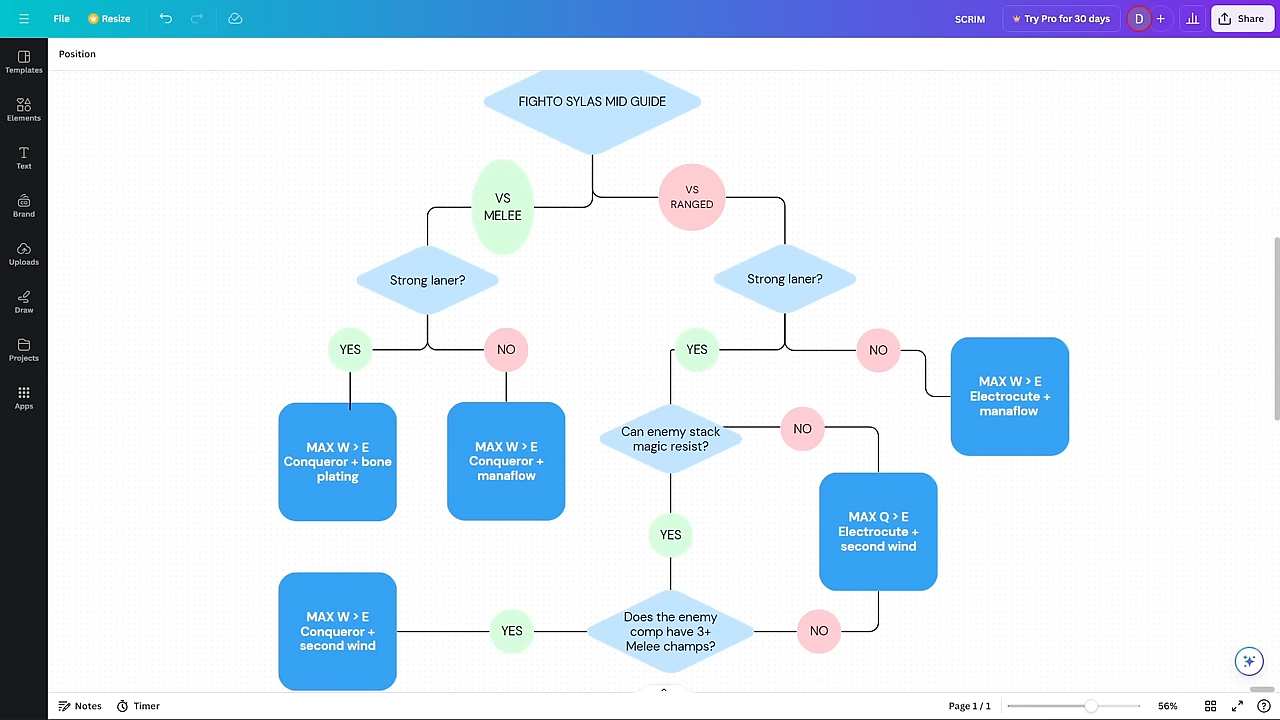 File
Resize
SCRIM
Try Pro for 30 days
D
Share
Position
Templates
Elements
Text
Brand
Uploads
Draw
Projects
Apps
FIGHTO SYLAS MID GUIDE
VS
MELEE
VS
RANGED
Strong laner?
Strong laner?
YES
NO
YES
NO
MAX W > E
Electrocute +
manaflow
MAX W > E
Conqueror + bone
plating
MAX W > E
Conqueror +
manaflow
Can enemy stack
magic resist?
NO
MAX Q > E
Electrocute +
second wind
YES
MAX W > E
Conqueror +
second wind
YES
Does the enemy
comp have 3+
Melee champs?
NO
Notes
Timer
Page 1 / 1
56%